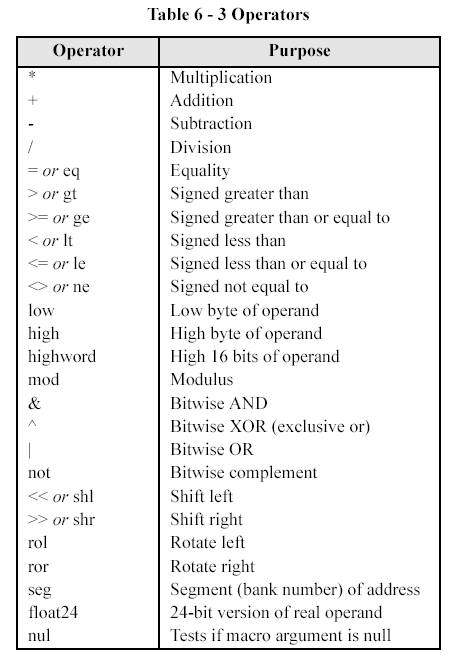 Table 6 - 3 Operators
Operator Purpose
* Multiplication
+ Addition
- Subtraction
/ Division
= or eq Equality
> or gt Signed greater than
>= or ge Signed greater than or equal to
< or lt Signed less than
<= or le Signed less than or equal to
<> or ne Signed not equal to
low Low byte of operand
high High byte of operand
highword High 16 bits of operand
mod Modulus
& Bitwise AND
^ Bitwise XOR (exclusive or)
| Bitwise OR
not Bitwise complement
<< or shl Shift left
>> or shr Shift right
rol Rotate left
ror Rotate right
seg Segment (bank number) of address
float24 24-bit version of real operand
nul Tests if macro argument is null